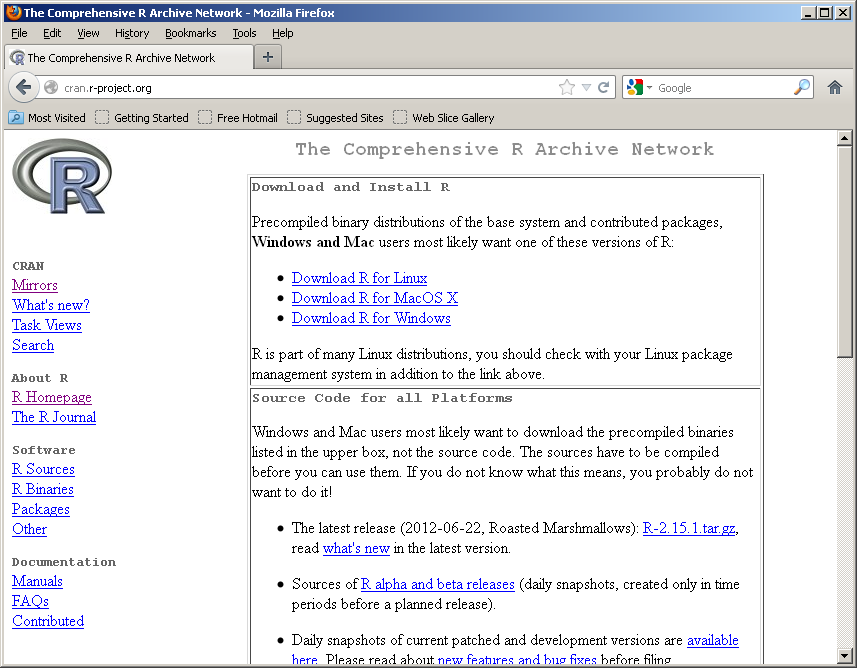 The Comprehensive R Archive Network - Mozilla Firefox
File Edit View History Bookmarks Tools Help
The Comprehensive R Archive Network
cran.r-project.org
Google
Most Visited Getting Started Free Hotmail Suggested Sites Web Slice Gallery
R
CRAN
Mirrors
What's new?
Task Views
Search
About R
R Homepage
The R Journal
Software
R Sources
R Binaries
Packages
Other
Documentation
Manuals
FAQs
Contributed
The Comprehensive R Archive Network
Download and Install R
Precompiled binary distributions of the base system and contributed packages,
Windows and Mac users most likely want one of these versions of R:
Download R for Linux
Download R for MacOS X
Download R for Windows
R is part of many Linux distributions, you should check with your Linux package
management system in addition to the link above.
Source Code for all Platforms
Windows and Mac users most likely want to download the precompiled binaries
listed in the upper box, not the source code. The sources have to be compiled
before you can use them. If you do not know what this means, you probably do not
want to do it!
The latest release (2012-06-22, Roasted Marshmallows): R-2.15.1.tar.gz,
read what's new in the latest version.
Sources of R alpha and beta releases (daily snapshots, created only in time
periods before a planned release).
Daily snapshots of current patched and development versions are available
here. Please read about new features and bug fixes before filing